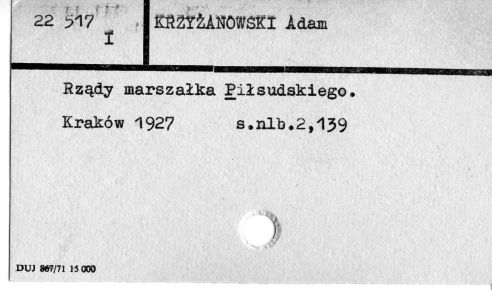 22 517
I
KRZYŻANOWSKI Adam
Rządy marszałka Piłsudskiego.
Kraków 1927 s.nlb.2,139
DUJ 867/71 15 000